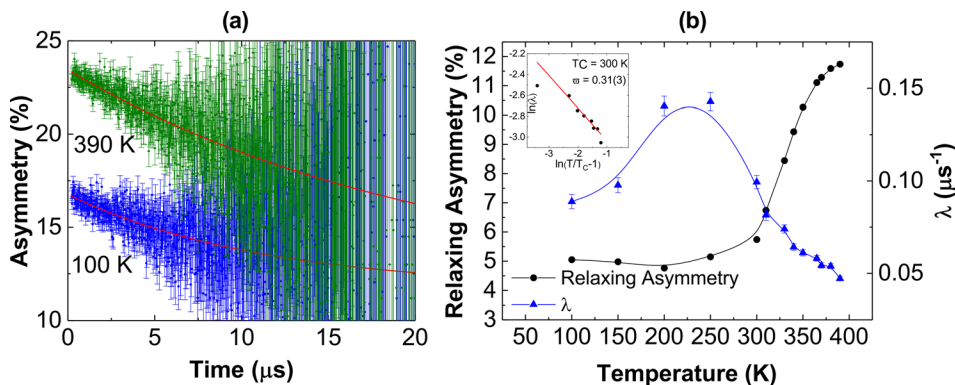 (a)
Asymmetry (%)
25
20
15
10
390 K
100 K
0
5
10
15
20
Time (μs)
(b)
Relaxing Asymmetry (%)
12
11
10
9
8
7
6
5
4
3
-2.2
-2.4
-2.6
-2.8
-3.0
ln(λ)
TC = 300 K
ϖ = 0.31(3)
-3
-2
-1
ln(T/TC-1)
Relaxing Asymmetry
λ
0.15
0.10
0.05
λ (μs-1)
50
100
150
200
250
300
350
400
Temperature (K)